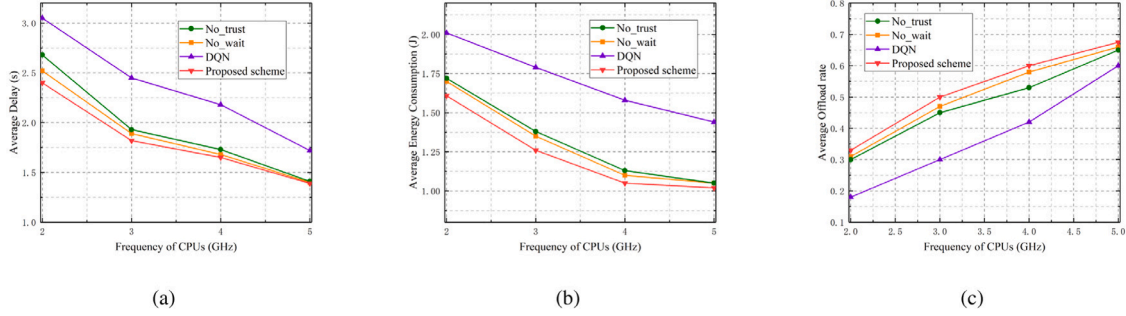 3.0
2.5
2.0
1.5
1.0
Average Delay (s)
No_trust
No_wait
DQN
Proposed scheme
2 3 4 5
Frequency of CPUs (GHz)
(a)
2.00
1.75
1.50
1.25
1.00
Average Energy Consumption (J)
No_trust
No_wait
DQN
Proposed scheme
2 3 4 5
Frequency of CPUs (GHz)
(b)
0.8
0.7
0.6
0.5
0.4
0.3
0.2
0.1
Average Offload rate
No_trust
No_wait
DQN
Proposed scheme
2.0 2.5 3.0 3.5 4.0 4.5 5.0
Frequency of CPUs (GHz)
(c)